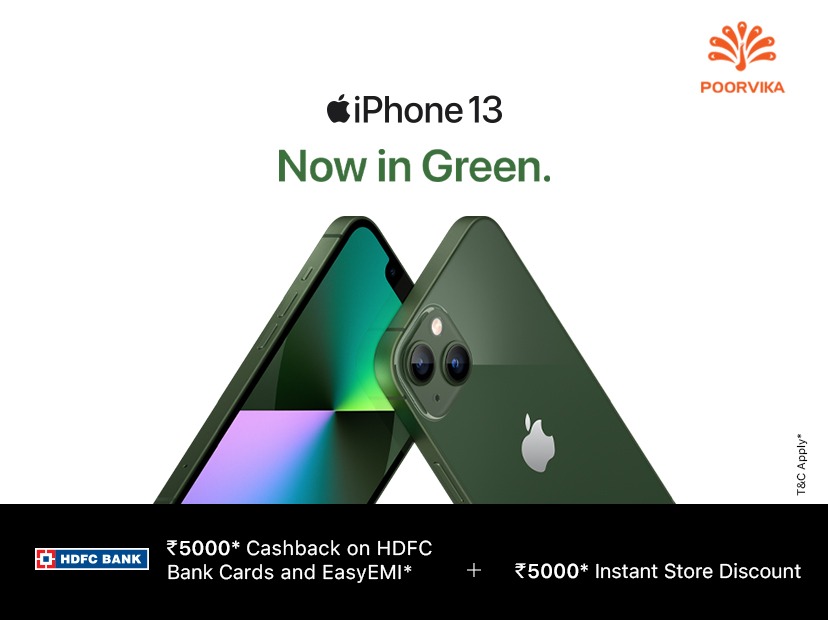 POORVIKA
iPhone 13
Now in Green.
T&C Apply*
HDFC BANK
₹5000* Cashback on HDFC
Bank Cards and EasyEMI*
+
₹5000* Instant Store Discount